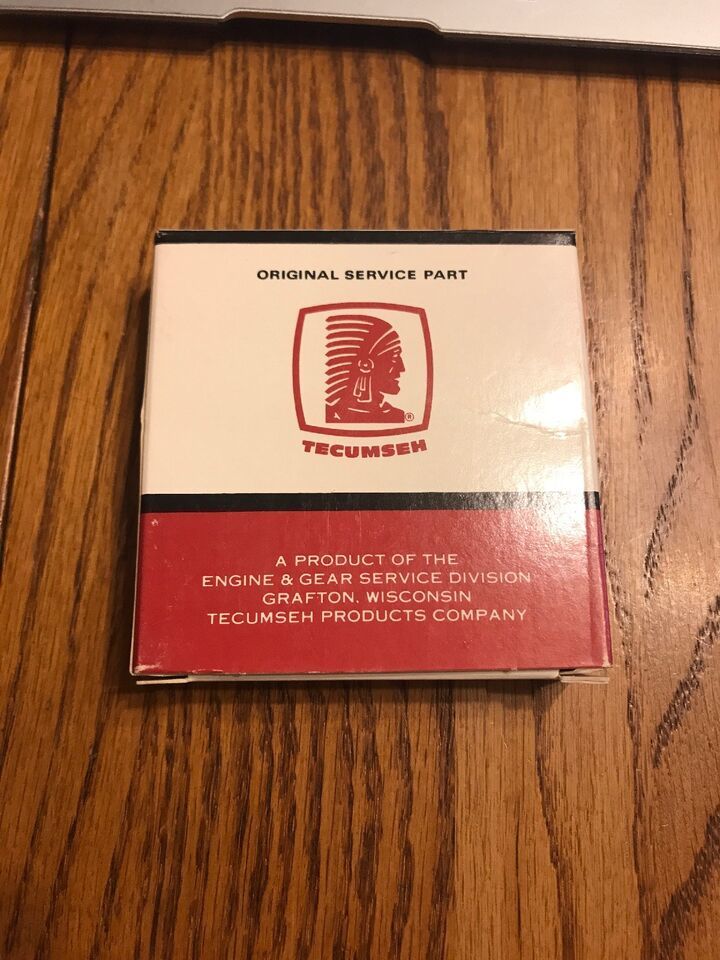 ORIGINAL SERVICE PART
®
TECUMSEH
A PRODUCT OF THE
ENGINE & GEAR SERVICE DIVISION
GRAFTON, WISCONSIN
TECUMSEH PRODUCTS COMPANY